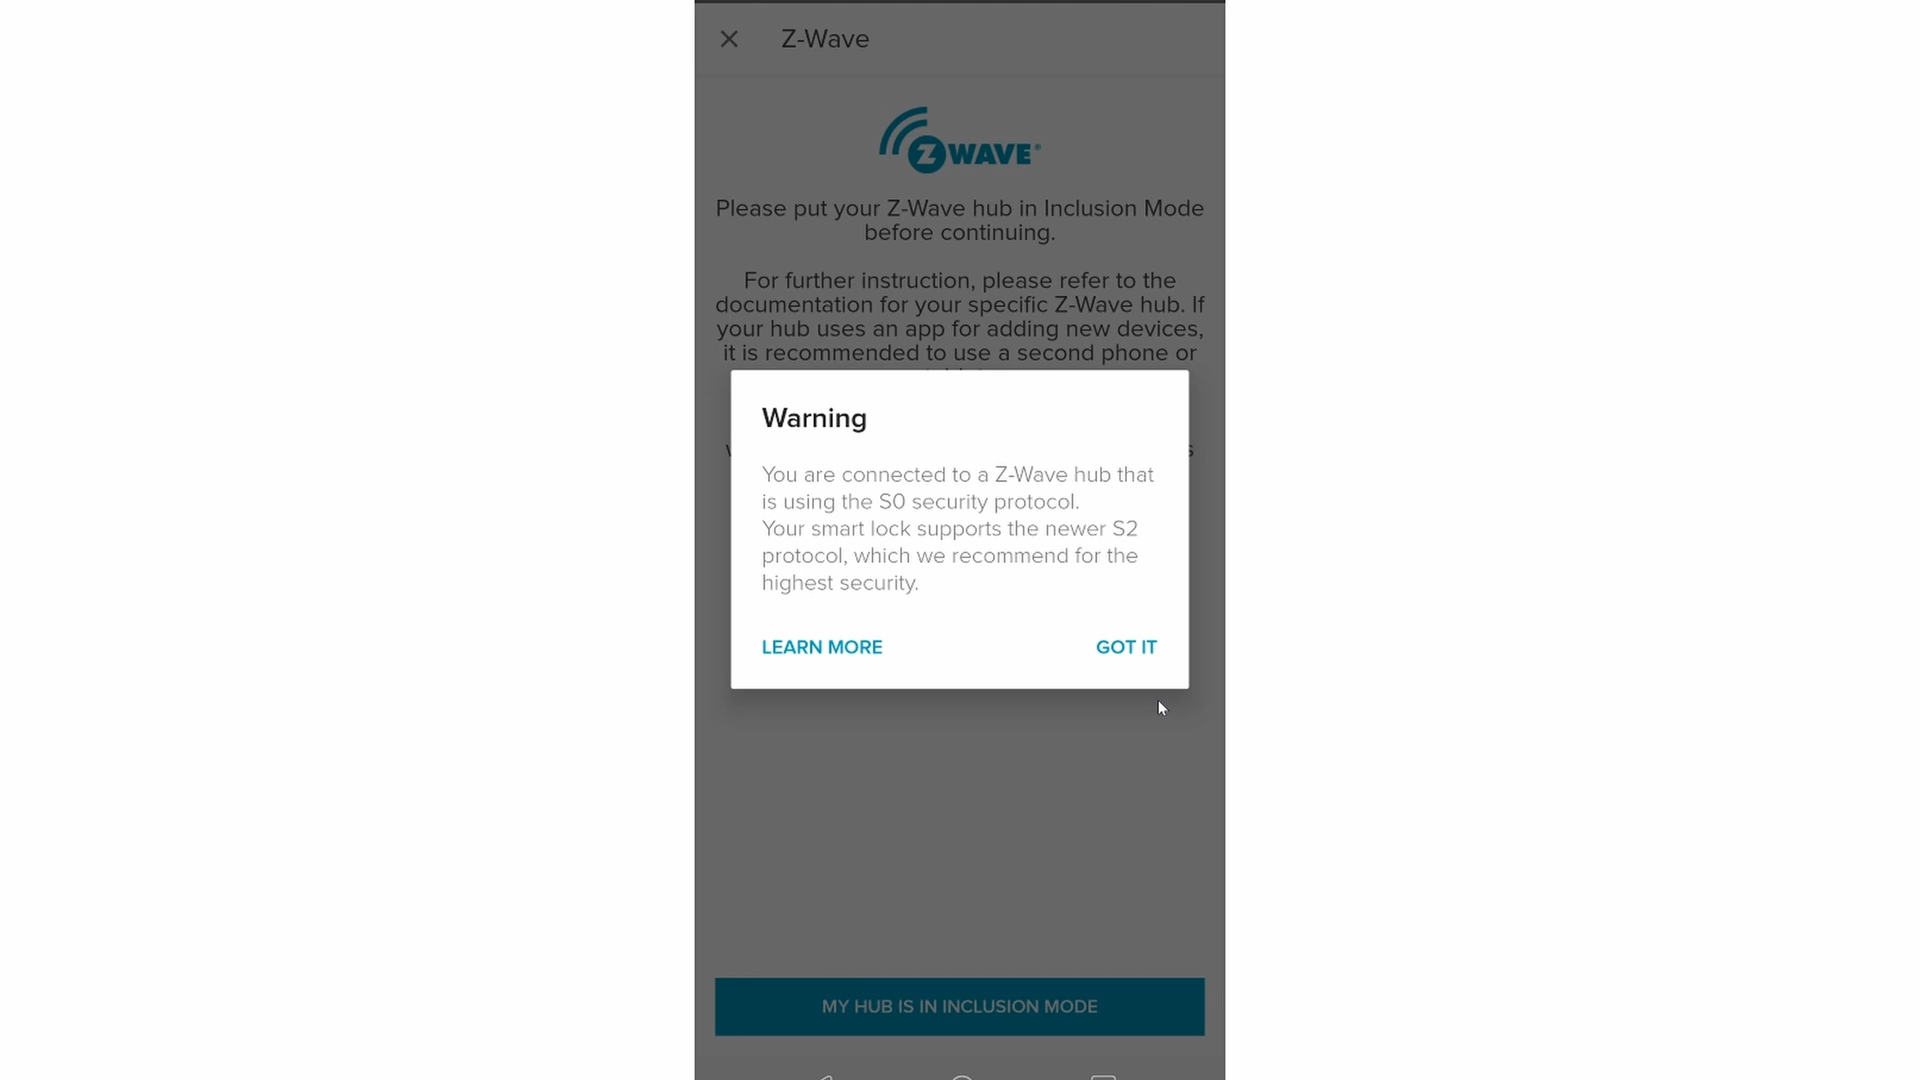 Z-Wave
Z WAVE®
Please put your Z-Wave hub in Inclusion Mode
before continuing.
For further instruction, please refer to the
documentation for your specific Z-Wave hub. If
your hub uses an app for adding new devices,
it is recommended to use a second phone or
Warning
You are connected to a Z-Wave hub that
is using the S0 security protocol.
Your smart lock supports the newer S2
protocol, which we recommend for the
highest security.
LEARN MORE
GOT IT
MY HUB IS IN INCLUSION MODE